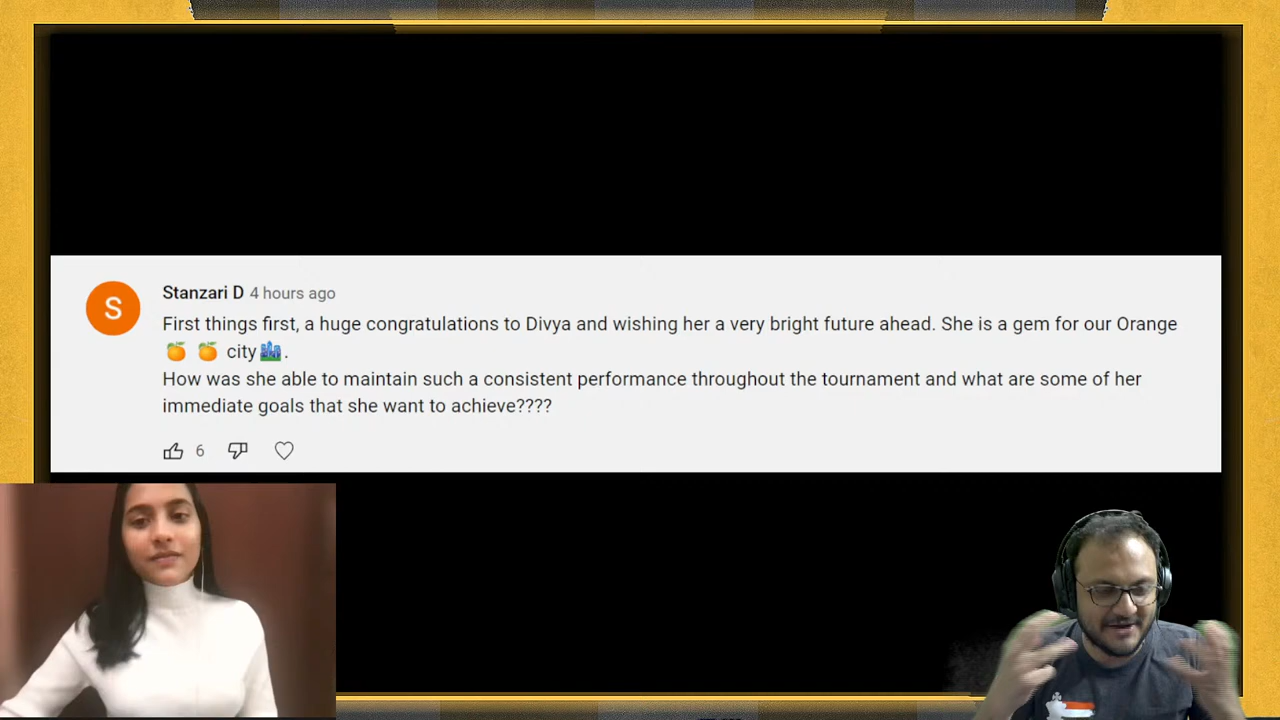 S
Stanzari D 4 hours ago
First things first, a huge congratulations to Divya and wishing her a very bright future ahead. She is a gem for our Orange
🍊 🍊 city🏙️.
How was she able to maintain such a consistent performance throughout the tournament and what are some of her
immediate goals that she want to achieve????
6